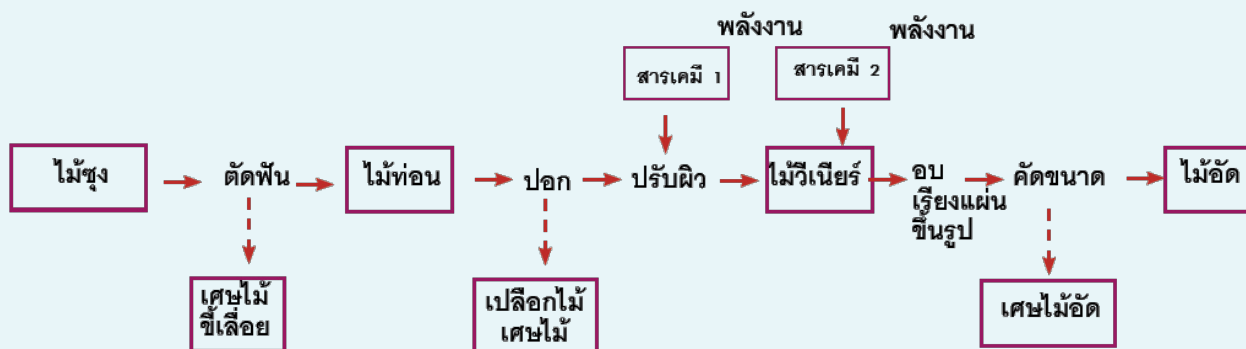 พลังงาน
พลังงาน
สารเคมี 1
สารเคมี 2
ไม้ซุง
ตัดฟัน
ไม้ท่อน
ปอก
ปรับผิว
ไม้วีเนียร์
อบ
เรียงแผ่น
ขึ้นรูป
คัดขนาด
ไม้อัด
เศษไม้
ขี้เลื่อย
เปลือกไม้
เศษไม้
เศษไม้อัด